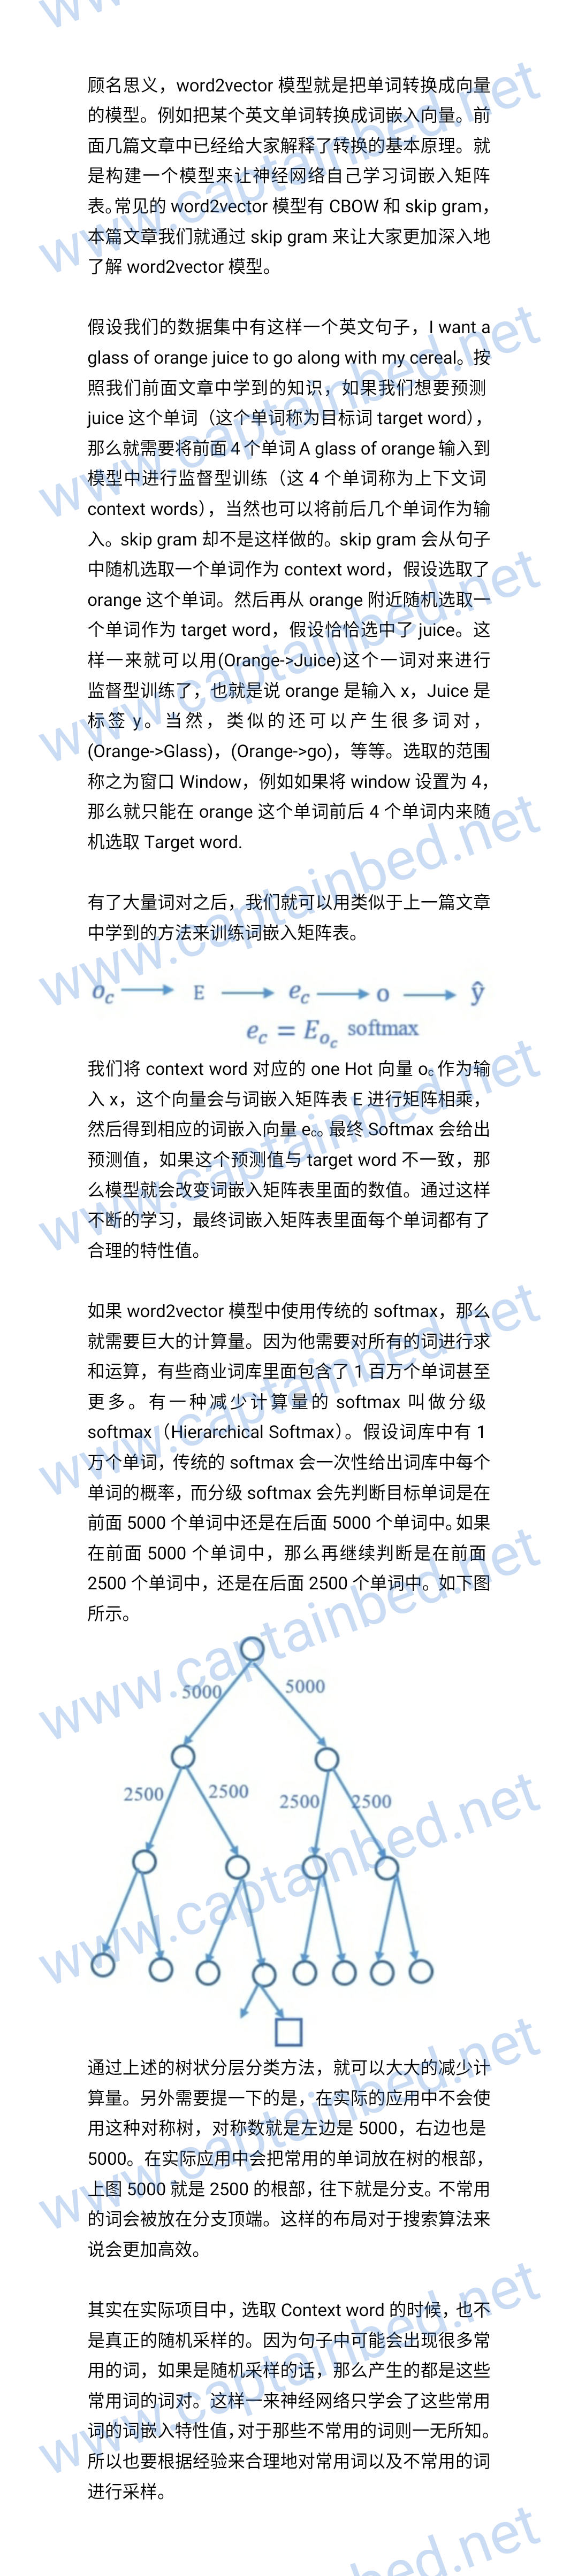 顾名思义，word2vector 模型就是把单词转换成向量
的模型。例如把某个英文单词转换成词嵌入向量。前
面几篇文章中已经给大家解释了转换的基本原理。就
是构建一个模型来让神经网络自己学习词嵌入矩阵
表。常见的 word2vector 模型有 CBOW 和 skip gram，
本篇文章我们就通过 skip gram 来让大家更加深入地
了解 word2vector 模型。
假设我们的数据集中有这样一个英文句子，I want a
glass of orange juice to go along with my cereal。按
照我们前面文章中学到的知识，如果我们想要预测
juice 这个单词（这个单词称为目标词 target word），
那么就需要将前面 4 个单词 A glass of orange 输入到
模型中进行监督型训练（这 4 个单词称为上下文词
context words），当然也可以将前后几个单词作为输
入。skip gram 却不是这样做的。skip gram 会从句子
中随机选取一个单词作为 context word，假设选取了
orange 这个单词。然后再从 orange 附近随机选取一
个单词作为 target word，假设恰恰选中了 juice。这
样一来就可以用(Orange->Juice)这个一词对来进行
监督型训练了，也就是说 orange 是输入 x，Juice 是
标签 y。当然，类似的还可以产生很多词对，
(Orange->Glass)，(Orange->go)，等等。选取的范围
称之为窗口 Window，例如如果将 window 设置为 4，
那么就只能在 orange 这个单词前后 4 个单词内来随
机选取 Target word.
有了大量词对之后，我们就可以用类似于上一篇文章
中学到的方法来训练词嵌入矩阵表。
o_c → E → e_c → o → ŷ
e_c = E_{o_c} softmax
我们将 context word 对应的 one Hot 向量 oc 作为输
入 x，这个向量会与词嵌入矩阵表 E 进行矩阵相乘，
然后得到相应的词嵌入向量 ec。最终 Softmax 会给出
预测值，如果这个预测值与 target word 不一致，那
么模型就会改变词嵌入矩阵表里面的数值。通过这样
不断的学习，最终词嵌入矩阵表里面每个单词都有了
合理的特性值。
如果 word2vector 模型中使用传统的 softmax，那么
就需要巨大的计算量。因为他需要对所有的词进行求
和运算，有些商业词库里面包含了 1 百万个单词甚至
更多。有一种减少计算量的 softmax 叫做分级
softmax（Hierarchical Softmax）。假设词库中有 1
万个单词，传统的 softmax 会一次性给出词库中每个
单词的概率，而分级 softmax 会先判断目标单词是在
前面 5000 个单词中还是在后面 5000 个单词中。如果
在前面 5000 个单词中，那么再继续判断是在前面
2500 个单词中，还是在后面 2500 个单词中。如下图
所示。
5000 5000
2500 2500 2500 2500
通过上述的树状分层分类方法，就可以大大的减少计
算量。另外需要提一下的是，在实际的应用中不会使
用这种对称树，对称数就是左边是 5000，右边也是
5000。在实际应用中会把常用的单词放在树的根部，
上图 5000 就是 2500 的根部，往下就是分支。不常用
的词会被放在分支顶端。这样的布局对于搜索算法来
说会更加高效。
其实在实际项目中，选取 Context word 的时候，也不
是真正的随机采样的。因为句子中可能会出现很多常
用的词，如果是随机采样的话，那么产生的都是这些
常用词的词对。这样一来神经网络只学会了这些常用
词的词嵌入特性值，对于那些不常用的词则一无所知。
所以也要根据经验来合理地对常用词以及不常用的词
进行采样。
www.captainbed.net
www.captainbed.net
www.captainbed.net
www.captainbed.net
www.captainbed.net
www.captainbed.net
www.captainbed.net
www.captainbed.net
www.captainbed.net
www.captainbed.net